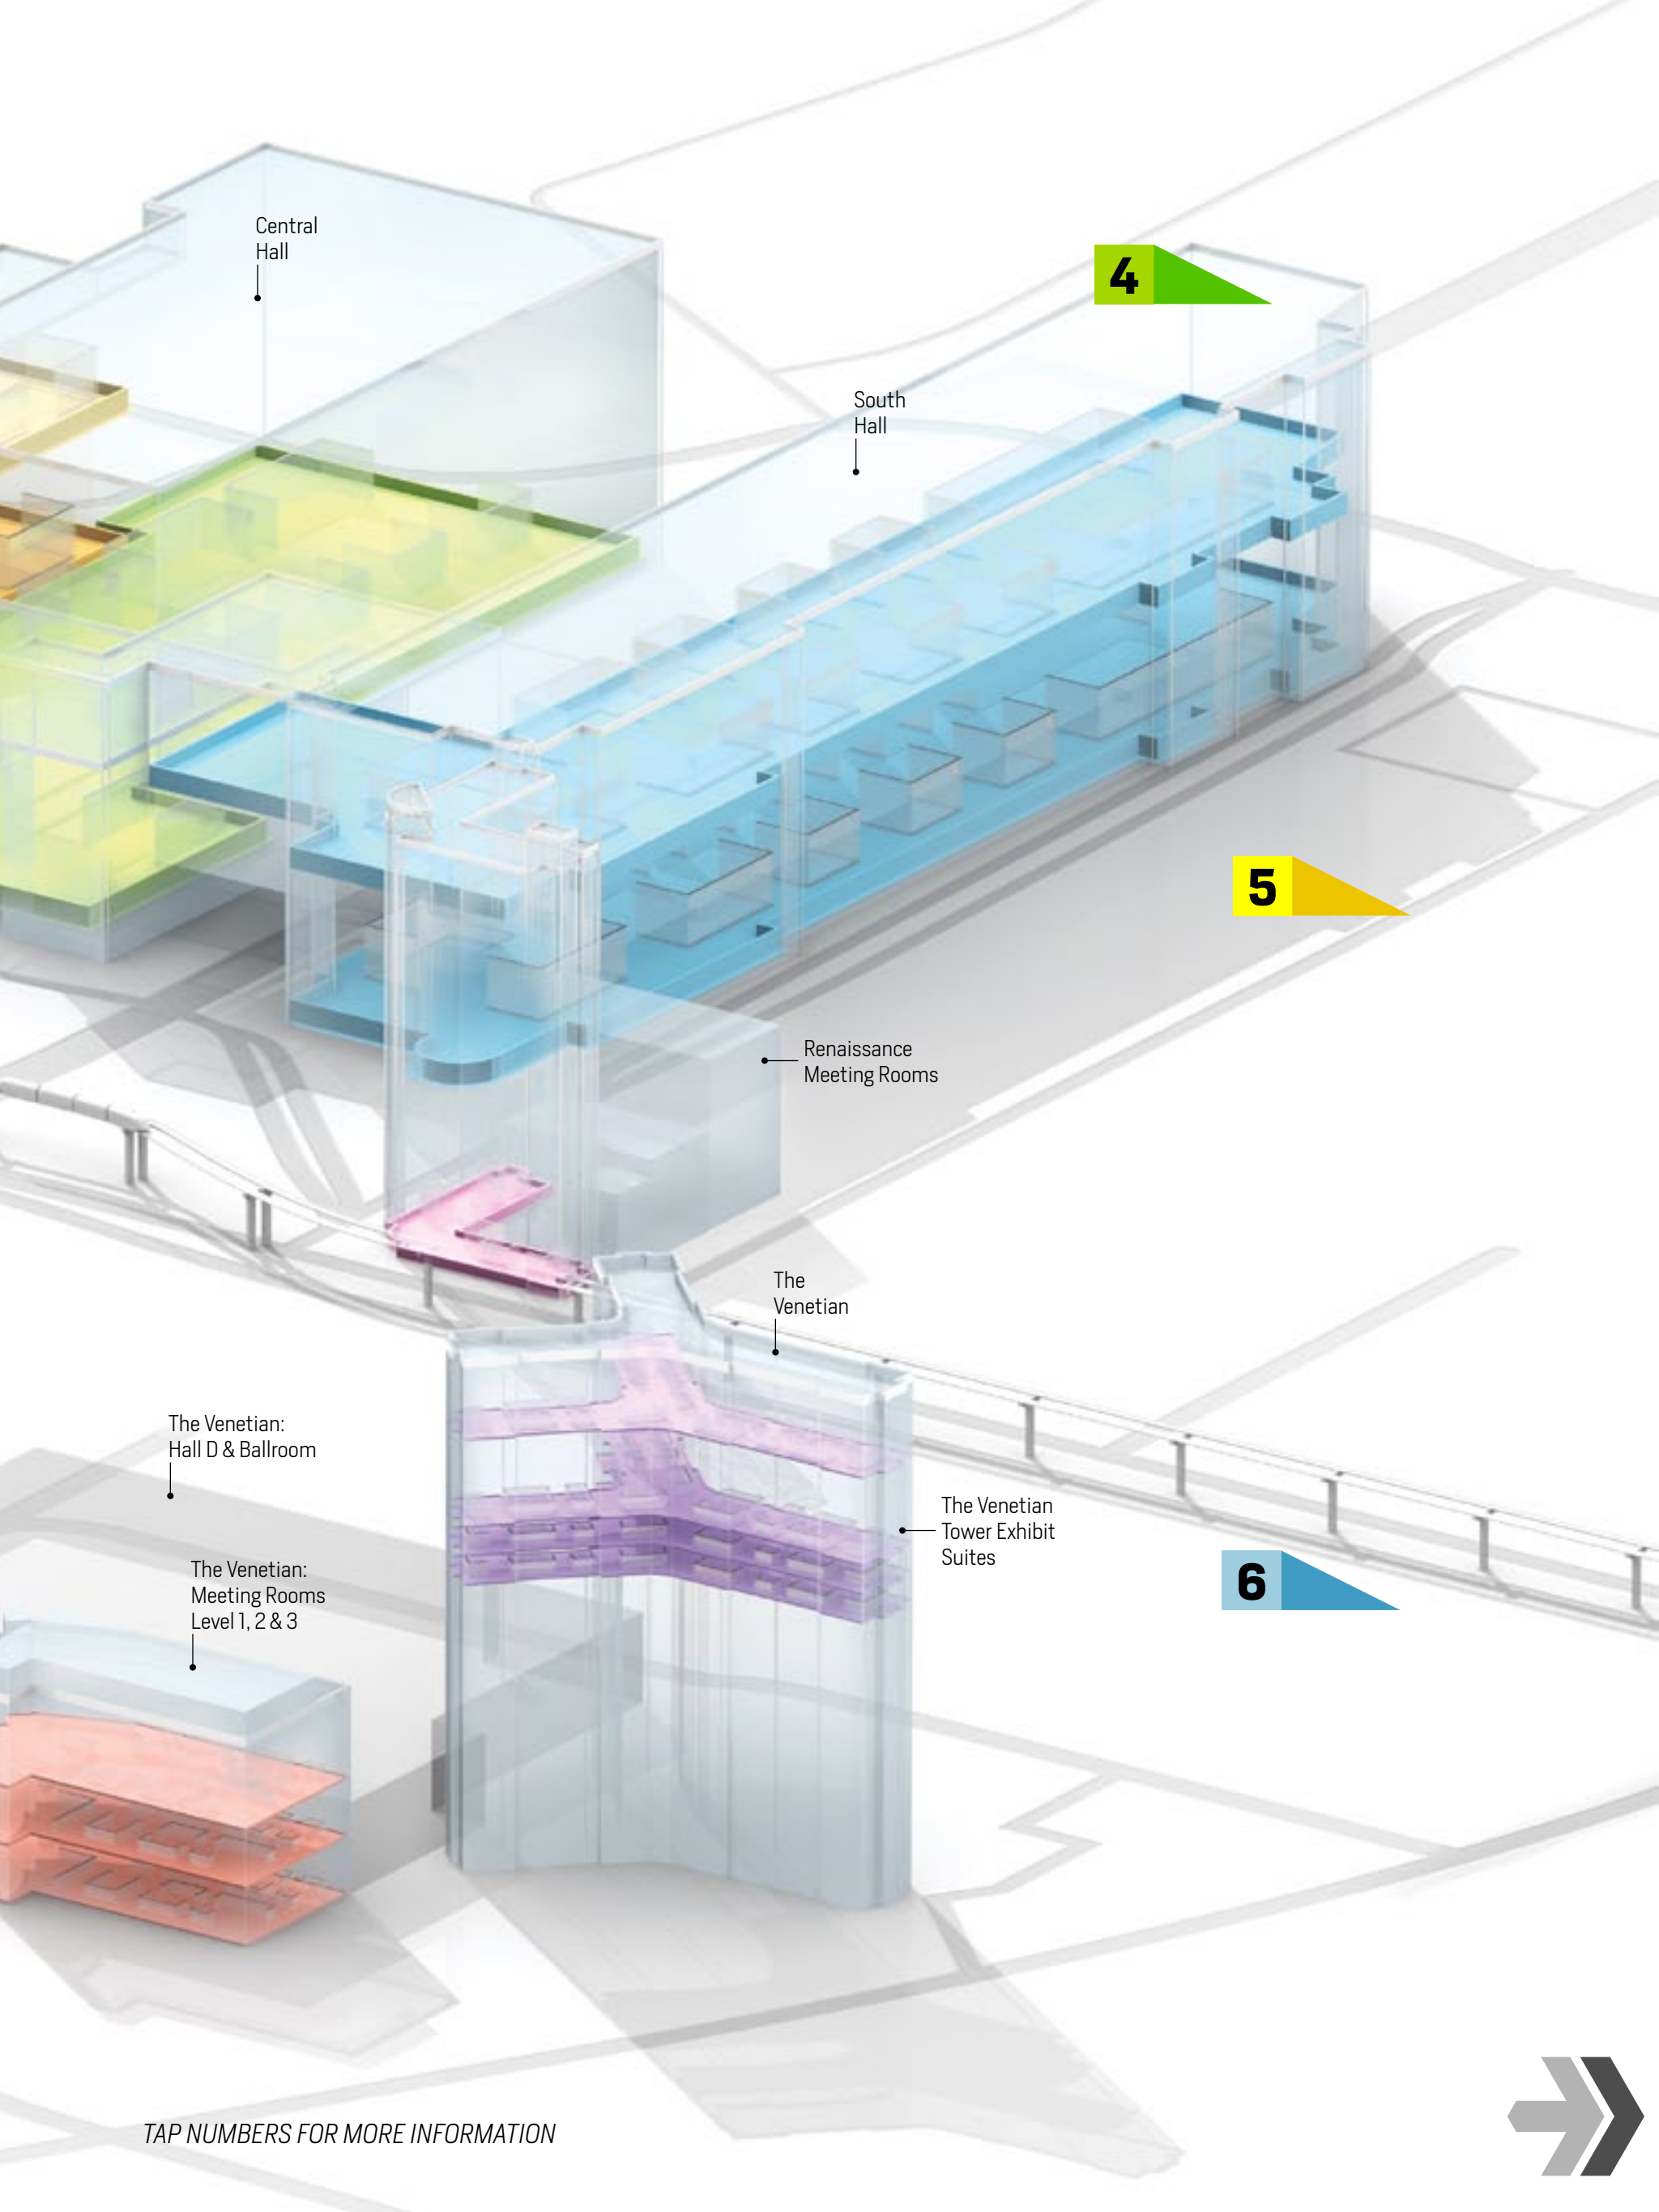 Central
Hall
4
South
Hall
5
Renaissance
Meeting Rooms
The
Venetian
The Venetian:
Hall D & Ballroom
The Venetian
Tower Exhibit
Suites
6
The Venetian:
Meeting Rooms
Level 1, 2 & 3
TAP NUMBERS FOR MORE INFORMATION